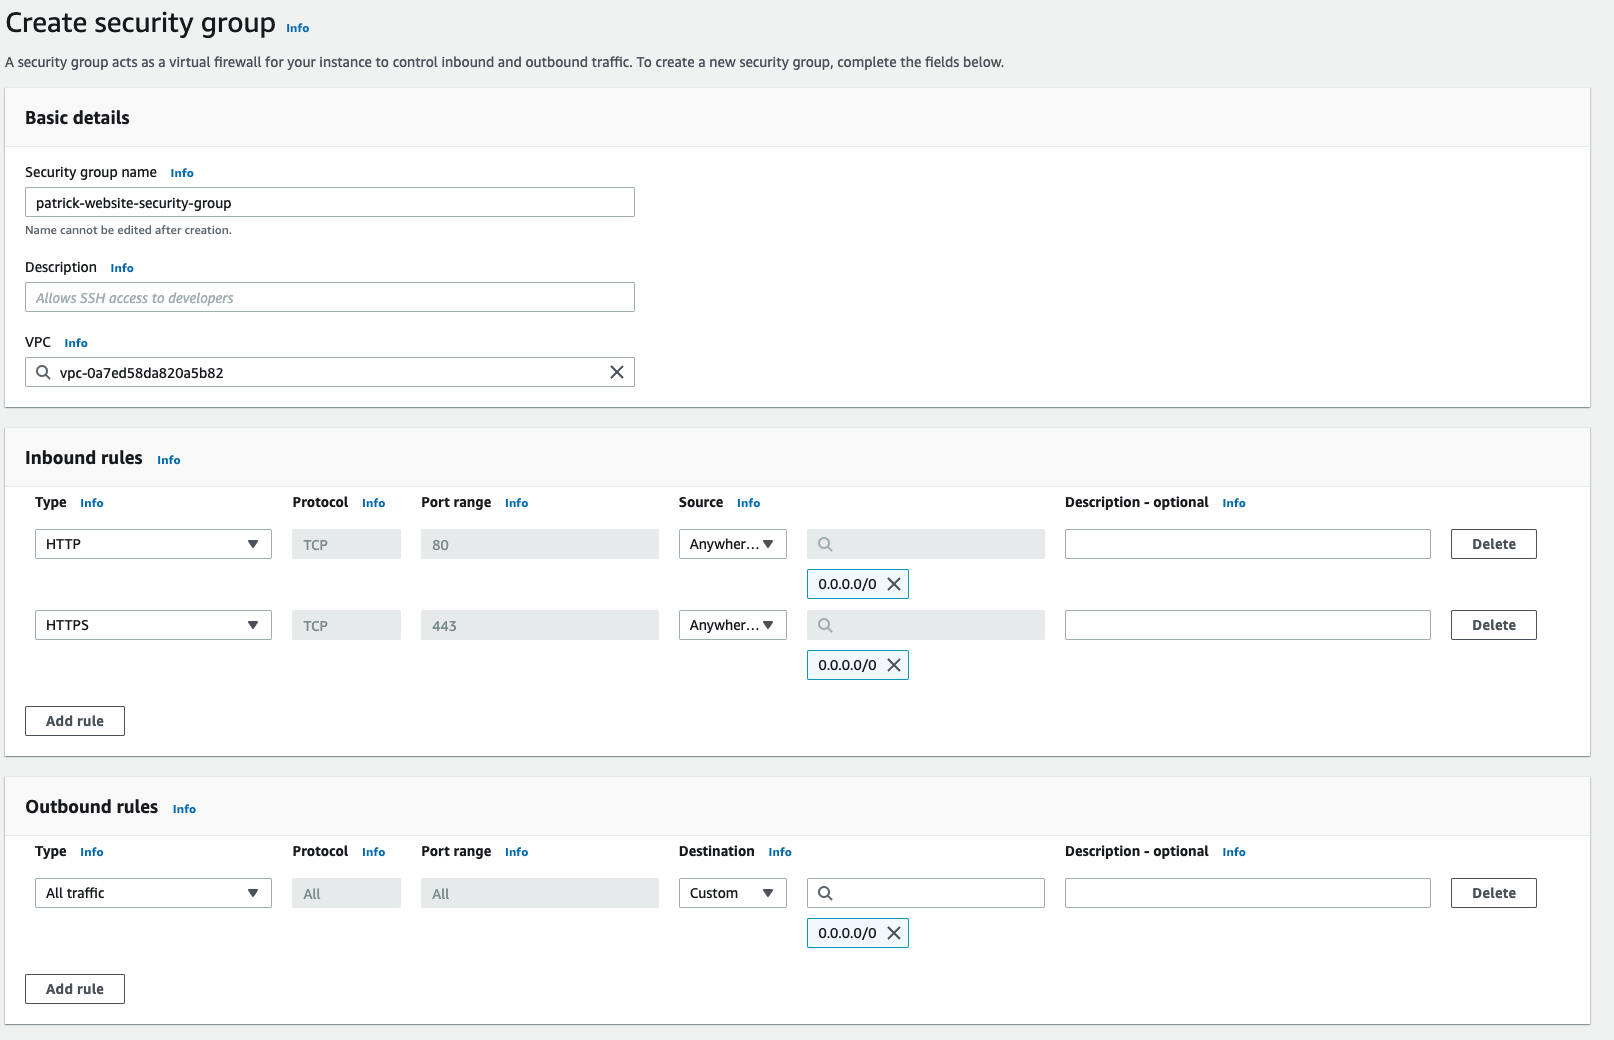 Create security group Info
A security group acts as a virtual firewall for your instance to control inbound and outbound traffic. To create a new security group, complete the fields below.
Basic details
Security group name Info
patrick-website-security-group
Name cannot be edited after creation.
Description Info
Allows SSH access to developers
VPC Info
vpc-0a7ed58da820a5b82
Inbound rules Info
Type Info Protocol Info Port range Info Source Info Description - optional Info
HTTP TCP 80 Anywher... Delete
0.0.0.0/0
HTTPS TCP 443 Anywher... Delete
0.0.0.0/0
Add rule
Outbound rules Info
Type Info Protocol Info Port range Info Destination Info Description - optional Info
All traffic All All Custom Delete
0.0.0.0/0
Add rule